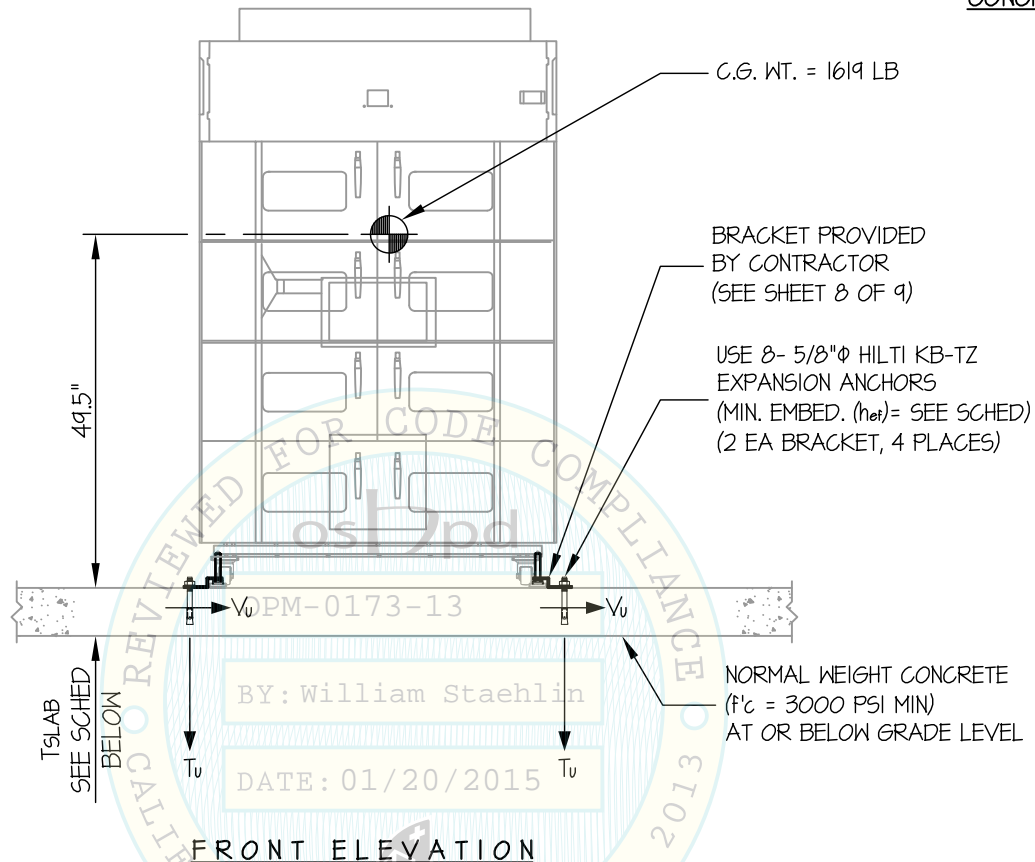 C.G. WT. = 1619 LB
BRACKET PROVIDED
BY CONTRACTOR
(SEE SHEET 8 OF 9)
USE 8- 5/8"Φ HILTI KB-TZ
EXPANSION ANCHORS
(MIN. EMBED. (hef)= SEE SCHED)
(2 EA BRACKET, 4 PLACES)
49.5"
REVIEWED FOR CODE COMPLIANCE
oshpd
Vu
OPM-0173-13
Vu
BY: William Staehlin
NORMAL WEIGHT CONCRETE
(f'c = 3000 PSI MIN)
AT OR BELOW GRADE LEVEL
TSLAB
SEE SCHED
BELOW
Tu
Tu
DATE: 01/20/2015
2013
FRONT ELEVATION